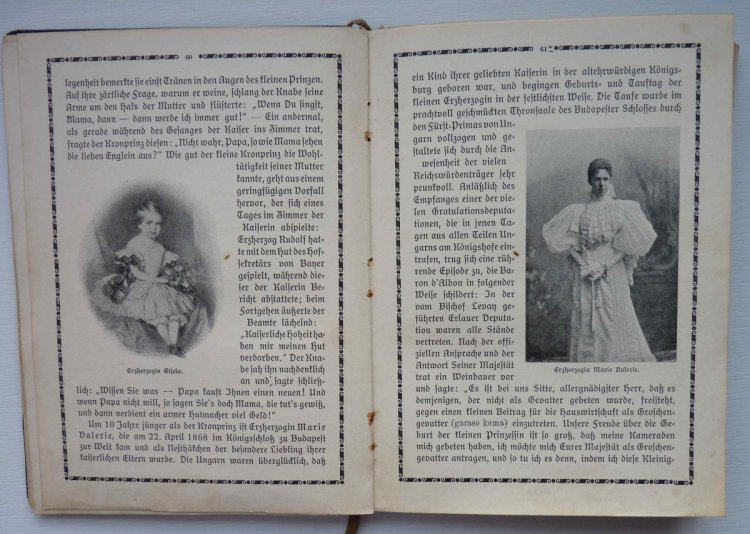 60
legenheit bemerkte sie einst Tränen in den Augen des kleinen Prinzen.
Auf ihre zärtliche Frage, warum er weine, schlang der Knabe seine
Arme um den Hals der Mutter und flüsterte: „Wenn Du singst,
Mama, dann — dann werde ich immer gut!“ — Ein andermal,
als gerade während des Gesanges der Kaiser ins Zimmer trat,
fragte der Kronprinz diesen: „Nicht wahr, Papa, so wie Mama sehen
die lieben Englein aus?“ Wie gut der kleine Kronprinz die Wohl-
tätigkeit seiner Mutter
kannte, geht aus einem
geringfügigen Vorfall
hervor, der sich eines
Tages im Zimmer der
Kaiserin abspielte:
Erzherzog Rudolf hat-
te mit dem Hut des Hof-
sekretärs von Bayer
gespielt, während die-
ser der Kaiserin Be-
richt abstattete; beim
Fortgehen äußerte der
Beamte lächelnd:
„Kaiserliche Hoheit ha-
ben mir meinen Hut
verdorben.“ Der Kna-
be sah ihn nachdenklich
an und sagte schließ-
Erzherzogin Gisela.
lich: „Wissen Sie was — Papa kauft Ihnen einen neuen! Und
wenn Papa nicht will, so sagen Sie's doch Mama, die tut's gewiß,
und dann verdient ein armer Hutmacher viel Geld!“
Um 10 Jahre jünger als der Kronprinz ist Erzherzogin Marie
Valerie, die am 22. April 1868 im Königsschloß zu Budapest
zur Welt kam und als Nesthäkchen der besondere Liebling ihrer
kaiserlichen Eltern wurde. Die Ungarn waren überglücklich, daß
61
ein Kind ihrer geliebten Kaiserin in der altehrwürdigen Königs-
burg geboren war, und begingen Geburts- und Tauftag der
kleinen Erzherzogin in der festlichsten Weise. Die Taufe wurde im
prachtvoll geschmückten Thronsaale des Budapester Schlosses durch
den Fürst-Primas von Un-
garn vollzogen und ge-
staltete sich durch die An-
wesenheit der vielen
Reichswürdenträger sehr
prunkvoll. Anläßlich des
Empfanges einer der vie-
len Gratulationsdeputa-
tionen, die in jenen Ta-
gen aus allen Teilen Un-
garns am Königshofe ein-
trafen, trug sich eine rüh-
rende Episode zu, die Ba-
ron d'Albon in folgender
Weise schildert: In der
vom Bischof Levay ge-
führten Erlauer Deputa-
tion waren alle Stände
vertreten. Nach der of-
fiziellen Ansprache und der
Antwort Seiner Majestät
trat ein Weinbauer vor
Erzherzogin Marie Valerie.
und sagte: „Es ist bei uns Sitte, allergnädigster Herr, daß es
demjenigen, der nicht als Gevatter gebeten wurde, freisteht,
gegen einen kleinen Beitrag für die Hauswirtschaft als Groschen-
gevatter (garaso koma) einzutreten. Unsere Freude über die Ge-
burt der kleinen Prinzessin ist so groß, daß meine Kameraden
mich gebeten haben, ich möchte mich Eurer Majestät als Groschen-
gevatter antragen, und so tu ich es denn, indem ich diese Kleinig-